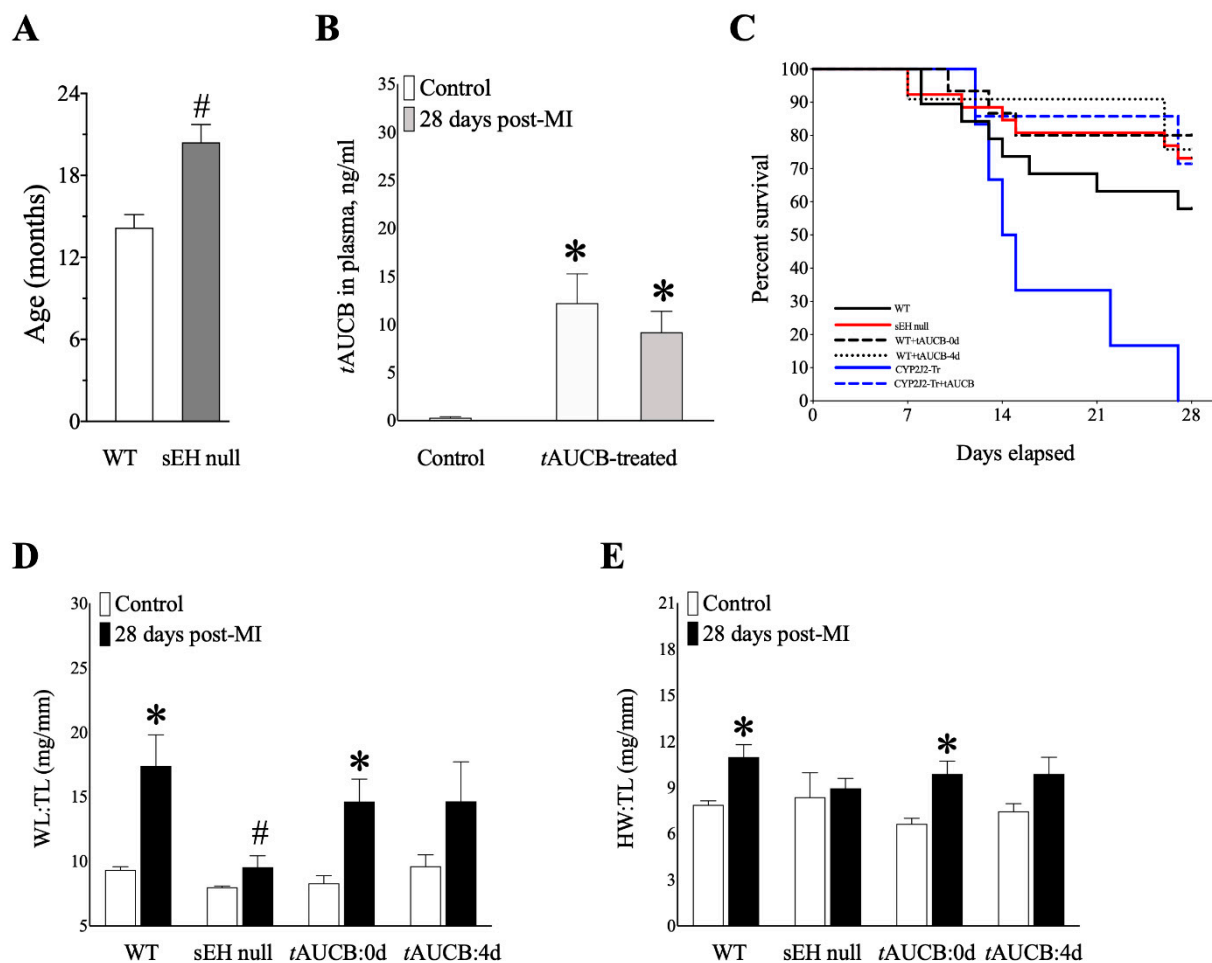 A
Age (months)
24
18
12
6
0
#
WT
sEH null
B
Control
28 days post-MI
tAUCB in plasma, ng/ml
35
30
25
20
15
10
5
0
*
*
Control
tAUCB-treated
C
Percent survival
100
90
80
70
60
50
40
30
20
10
0
WT
sEH null
WT+tAUCB-0d
WT+tAUCB-4d
CYP2J2-Tr
CYP2J2-Tr+tAUCB
0
7
14
21
28
Days elapsed
D
Control
28 days post-MI
WL:TL (mg/mm)
30
25
20
15
10
5
*
#
*
WT
sEH null
tAUCB:0d
tAUCB:4d
E
Control
28 days post-MI
HW:TL (mg/mm)
21
18
15
12
9
6
3
0
*
*
WT
sEH null
tAUCB:0d
tAUCB:4d